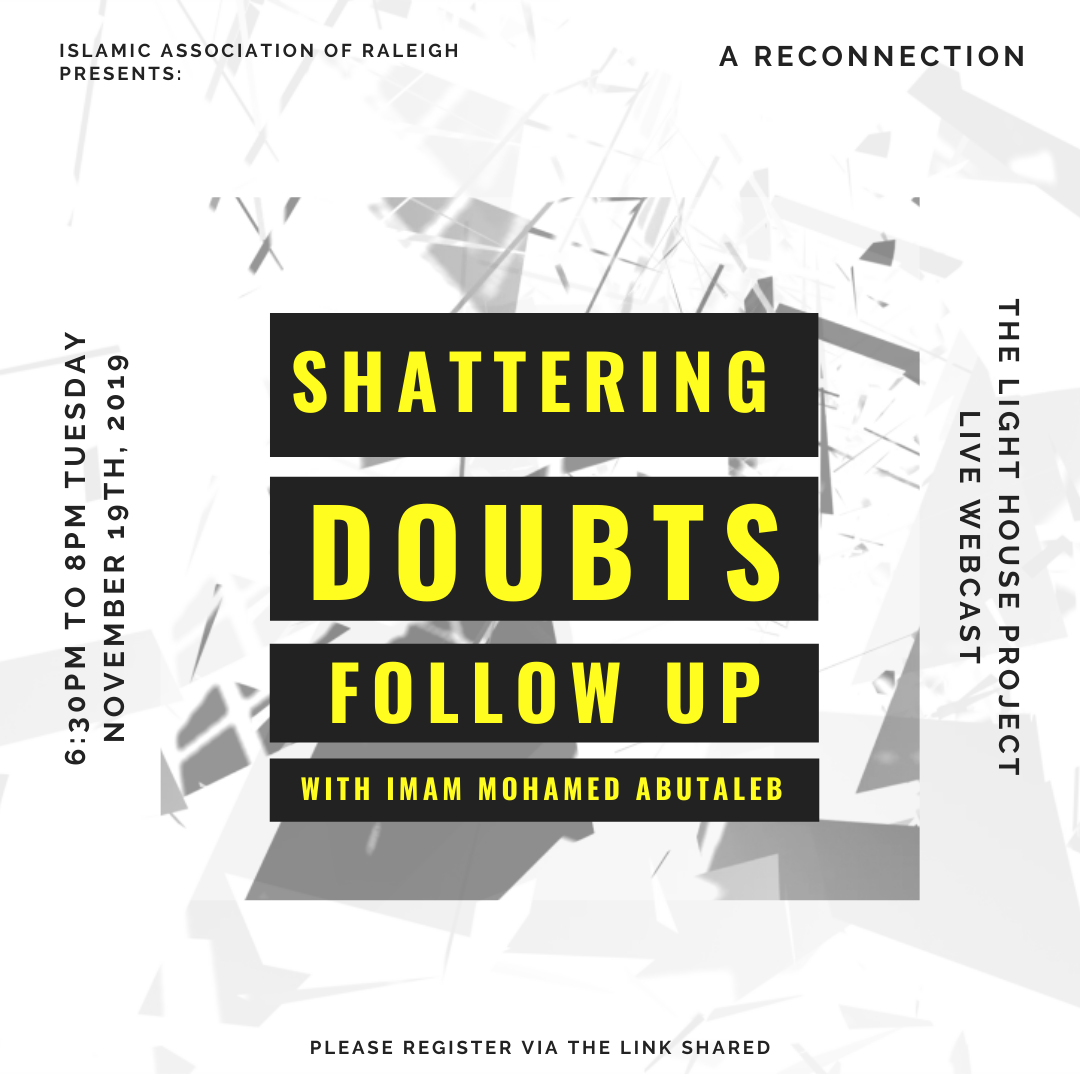 ISLAMIC ASSOCIATION OF RALEIGH
PRESENTS:
A RECONNECTION
6:30PM TO 8PM TUESDAY
NOVEMBER 19TH, 2019
SHATTERING
DOUBTS
FOLLOW UP
WITH IMAM MOHAMED ABUTALEB
THE LIGHT HOUSE PROJECT
LIVE WEBCAST
PLEASE REGISTER VIA THE LINK SHARED